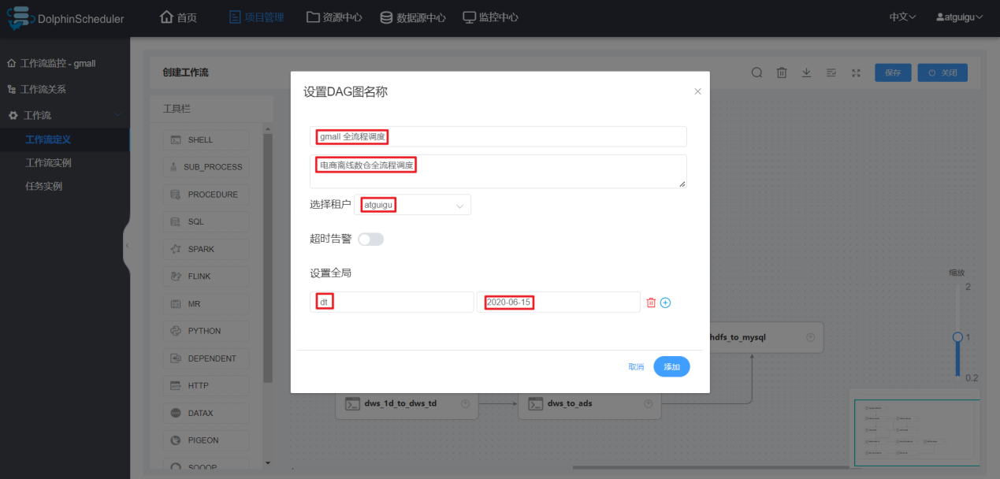 DolphinScheduler
首页
项目管理
资源中心
数据源中心
监控中心
中文
atguigu
工作流监控 - gmall
工作流关系
工作流
工作流定义
工作流实例
任务实例
创建工作流
保存
关闭
工具栏
SHELL
SUB_PROCESS
PROCEDURE
SQL
SPARK
FLINK
MR
PYTHON
DEPENDENT
HTTP
DATAX
PIGEON
SQOOP
设置DAG图名称
gmall 全流程调度
电商离线数仓全流程调度
选择租户
atguigu
超时告警
设置全局
dt
2020-06-15
取消
添加
hdfs_to_mysql
dws_1d_to_dws_td
dws_to_ads
缩放
2
1
0.2